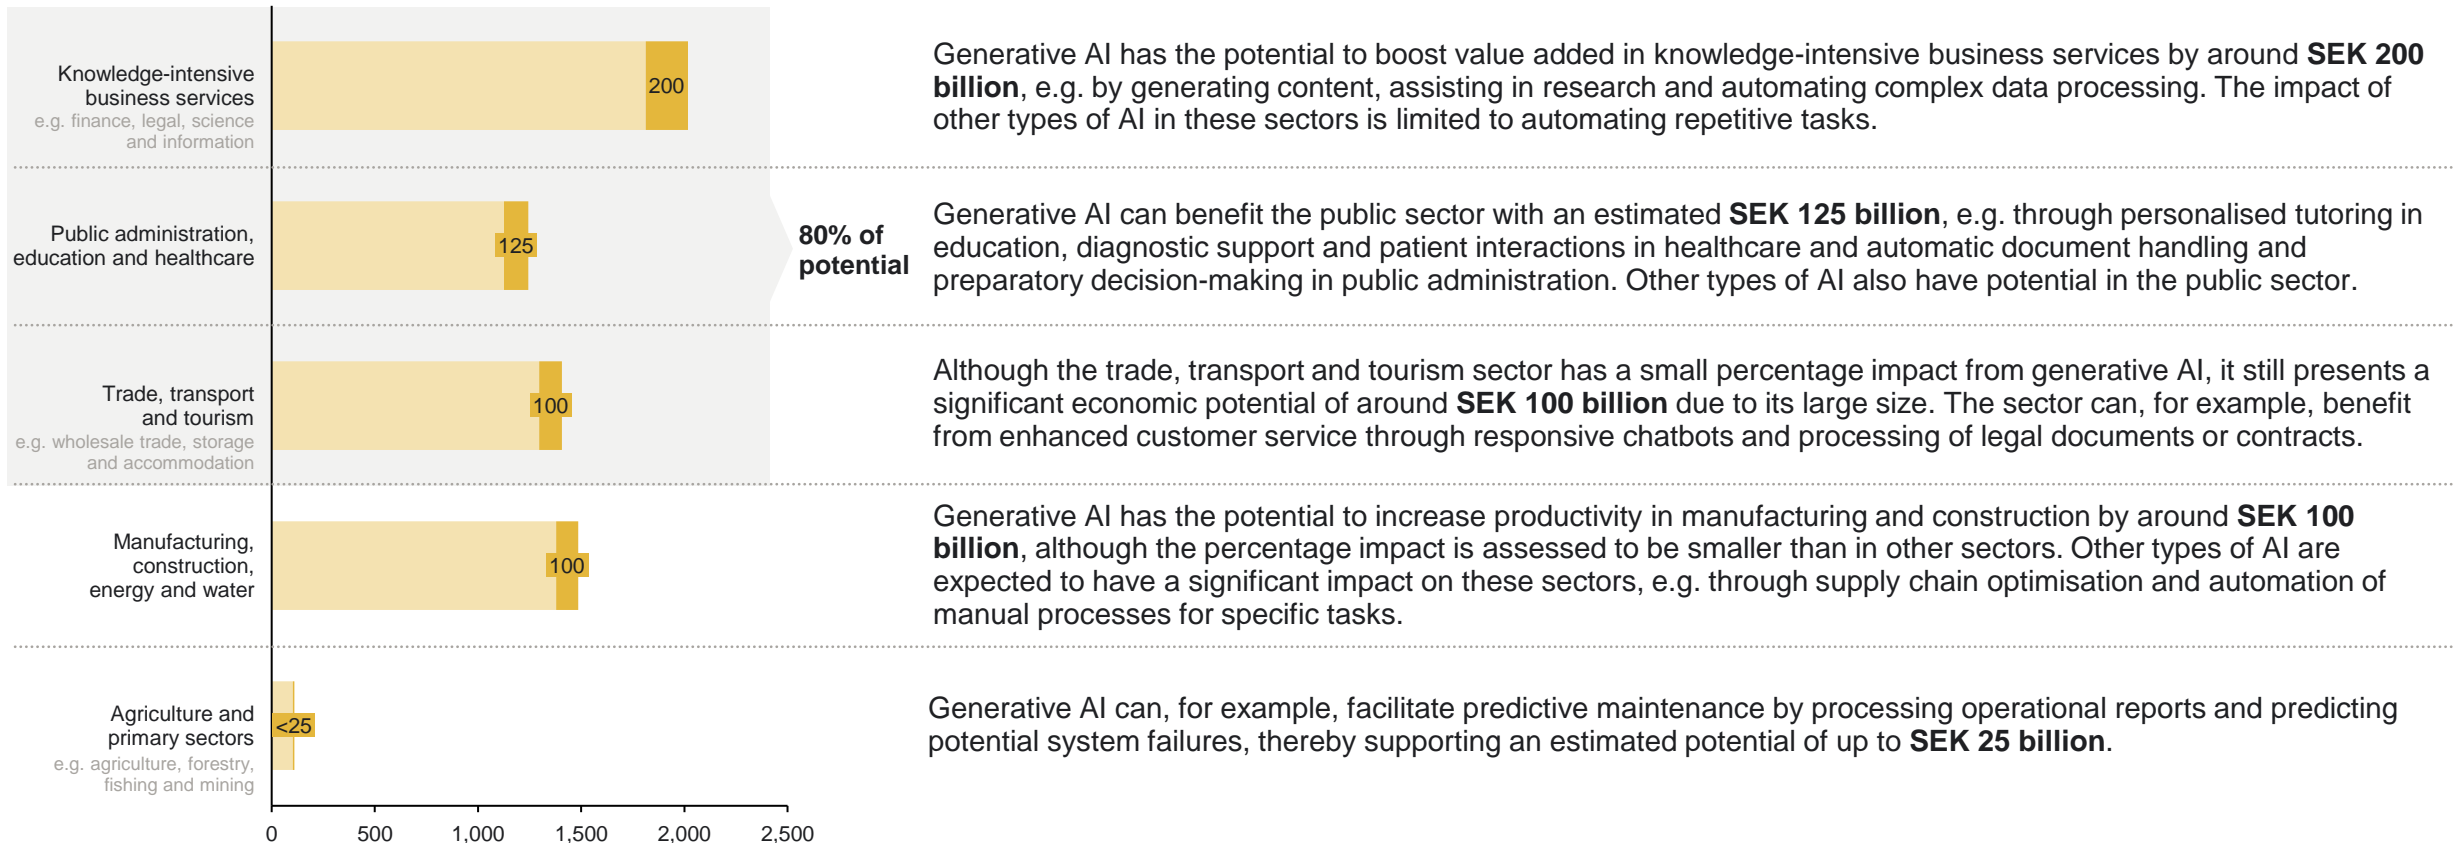 Knowledge-intensive
business services
e.g. finance, legal, science
and information
200
Generative AI has the potential to boost value added in knowledge-intensive business services by around SEK 200
billion, e.g. by generating content, assisting in research and automating complex data processing. The impact of
other types of AI in these sectors is limited to automating repetitive tasks.
Public administration,
education and healthcare
125
80% of
potential
Generative AI can benefit the public sector with an estimated SEK 125 billion, e.g. through personalised tutoring in
education, diagnostic support and patient interactions in healthcare and automatic document handling and
preparatory decision-making in public administration. Other types of AI also have potential in the public sector.
Trade, transport
and tourism
e.g. wholesale trade, storage
and accommodation
100
Although the trade, transport and tourism sector has a small percentage impact from generative AI, it still presents a
significant economic potential of around SEK 100 billion due to its large size. The sector can, for example, benefit
from enhanced customer service through responsive chatbots and processing of legal documents or contracts.
Manufacturing,
construction,
energy and water
100
Generative AI has the potential to increase productivity in manufacturing and construction by around SEK 100
billion, although the percentage impact is assessed to be smaller than in other sectors. Other types of AI are
expected to have a significant impact on these sectors, e.g. through supply chain optimisation and automation of
manual processes for specific tasks.
Agriculture and
primary sectors
e.g. agriculture, forestry,
fishing and mining
<25
Generative AI can, for example, facilitate predictive maintenance by processing operational reports and predicting
potential system failures, thereby supporting an estimated potential of up to SEK 25 billion.
0 500 1,000 1,500 2,000 2,500